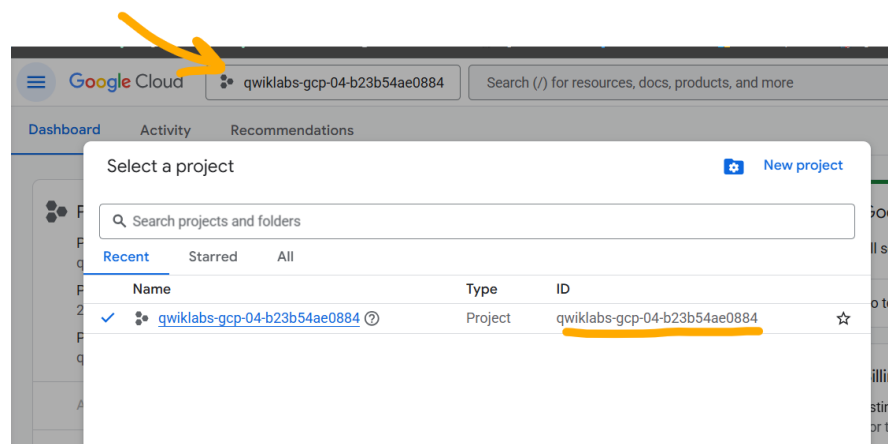 Google Cloud qwiklabs-gcp-04-b23b54ae0884 Search (/) for resources, docs, products, and more
Dashboard Activity Recommendations
Select a project New project
Search projects and folders
Recent Starred All
Name Type ID
qwiklabs-gcp-04-b23b54ae0884 Project qwiklabs-gcp-04-b23b54ae0884